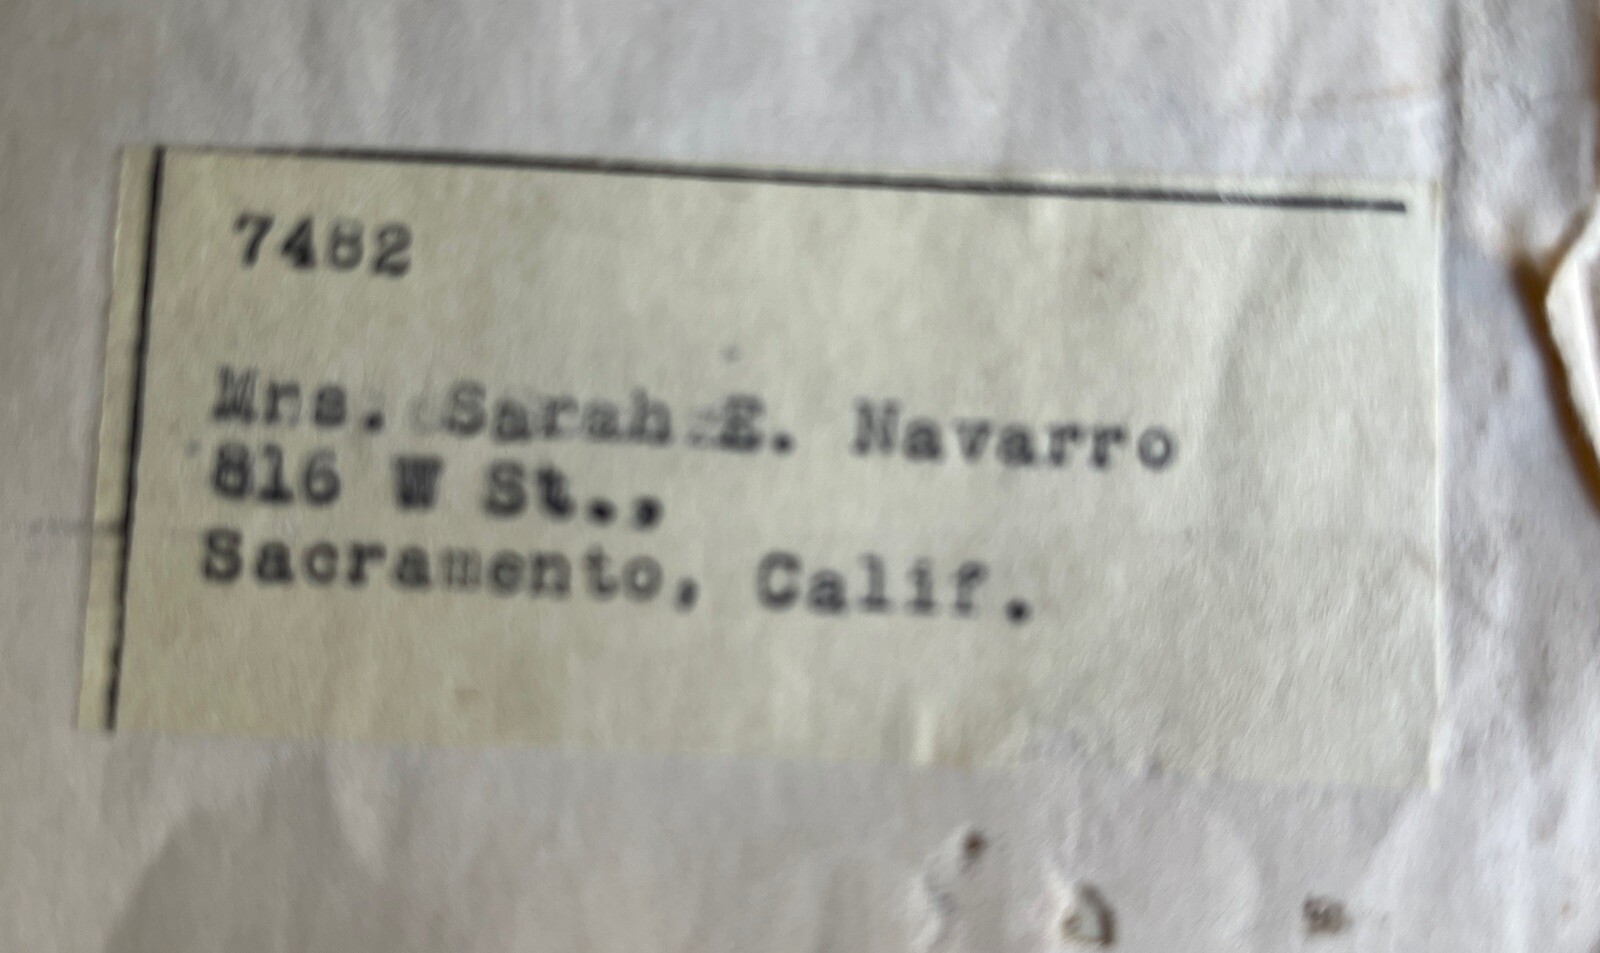 7482
Mrs. Sarah E. Navarro
816 W St.,
Sacramento, Calif.